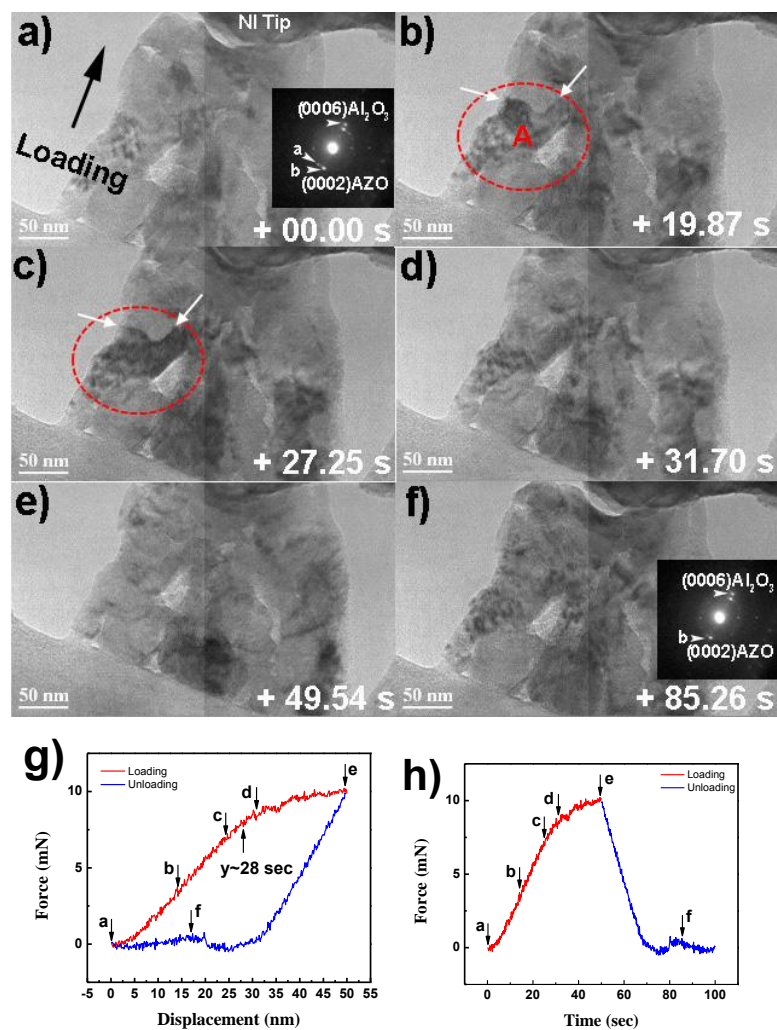 a)
NI Tip
Loading
(0006)Al₂O₃
a
b
(0002)AZO
50 nm
+ 00.00 s
b)
A
50 nm
+ 19.87 s
c)
50 nm
+ 27.25 s
d)
50 nm
+ 31.70 s
e)
50 nm
+ 49.54 s
f)
(0006)Al₂O₃
b
(0002)AZO
50 nm
+ 85.26 s
g)
Loading
Unloading
e
d
c
y~28 sec
b
a
f
10
5
0
Force (mN)
-5 0 5 10 15 20 25 30 35 40 45 50 55
Displacement (nm)
h)
Loading
Unloading
e
d
c
b
a
f
10
5
0
Force (mN)
0 20 40 60 80 100
Time (sec)